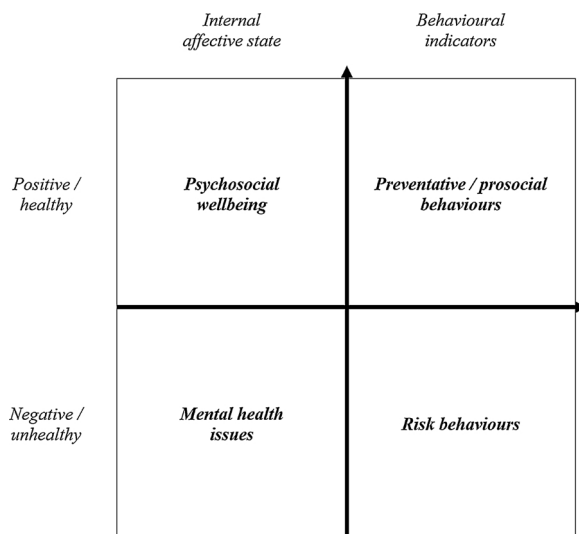 Internal
affective state
Behavioural
indicators
Positive /
healthy
Psychosocial
wellbeing
Preventative / prosocial
behaviours
Negative /
unhealthy
Mental health
issues
Risk behaviours